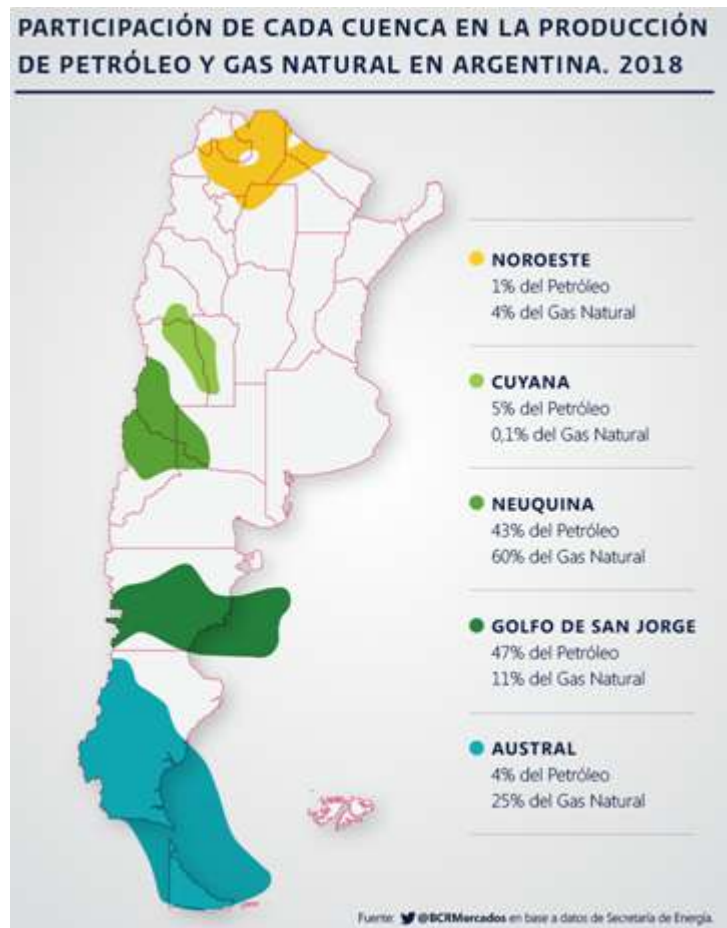 PARTICIPACIÓN DE CADA CUENCA EN LA PRODUCCIÓN
DE PETRÓLEO Y GAS NATURAL EN ARGENTINA. 2018
NOROESTE
1% del Petróleo
4% del Gas Natural
CUYANA
5% del Petróleo
0,1% del Gas Natural
NEUQUINA
43% del Petróleo
60% del Gas Natural
GOLFO DE SAN JORGE
47% del Petróleo
11% del Gas Natural
AUSTRAL
4% del Petróleo
25% del Gas Natural
Fuente: @BCRMercados en base a datos de Secretaría de Energía.